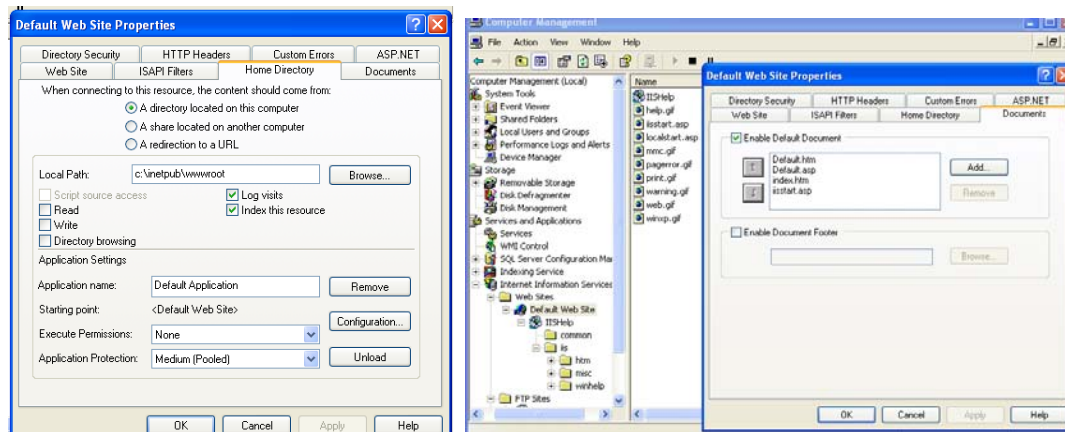 Default Web Site Properties
Directory Security HTTP Headers Custom Errors ASP.NET
Web Site ISAPI Filters Home Directory Documents
When connecting to this resource, the content should come from:
A directory located on this computer
A share located on another computer
A redirection to a URL
Local Path: c:\inetpub\wwwroot Browse...
Script source access Log visits
Read Index this resource
Write
Directory browsing
Application Settings
Application name: Default Application Remove
Starting point: <Default Web Site>
Configuration...
Execute Permissions: None
Application Protection: Medium (Pooled) Unload
OK Cancel Apply Help
Computer Management
File Action View Window Help
Computer Management (Local)
System Tools
Event Viewer
Shared Folders
Local Users and Groups
Performance Logs and Alerts
Device Manager
Storage
Removable Storage
Disk Defragmenter
Disk Management
Services and Applications
Services
WMI Control
SQL Server Configuration Ma
Indexing Service
Internet Information Services
Web Sites
Default Web Site
IISHelp
common
iis
htm
misc
winhelp
FTP Sites
Name
IISHelp
help.gif
iisstart.asp
localstart.asp
mmc.gif
pagerror.gif
print.gif
warning.gif
web.gif
winxp.gif
Default Web Site Properties
Directory Security HTTP Headers Custom Errors ASP.NET
Web Site ISAPI Filters Home Directory Documents
Enable Default Document
Default.htm
Default.asp
index.htm
iisstart.asp
Add...
Remove
Enable Document Footer
Browse...
OK Cancel Apply Help